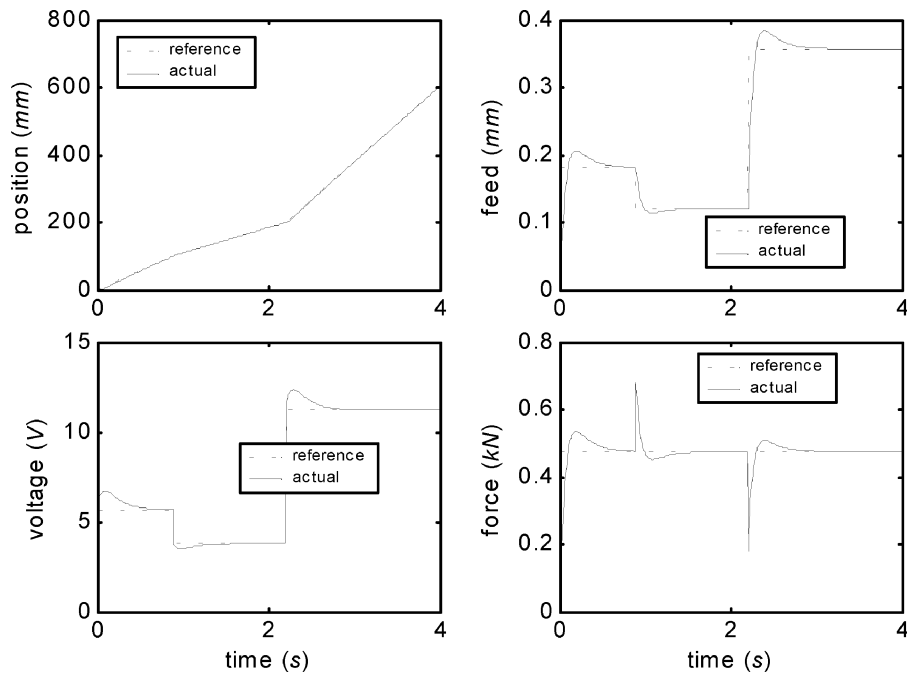 800
600
400
200
0
position (mm)
reference
actual
0
2
4
0.4
0.3
0.2
0.1
0
feed (mm)
reference
actual
0
2
4
15
10
5
0
voltage (V)
reference
actual
0
2
4
time (s)
0.8
0.6
0.4
0.2
0
force (kN)
reference
actual
0
2
4
time (s)